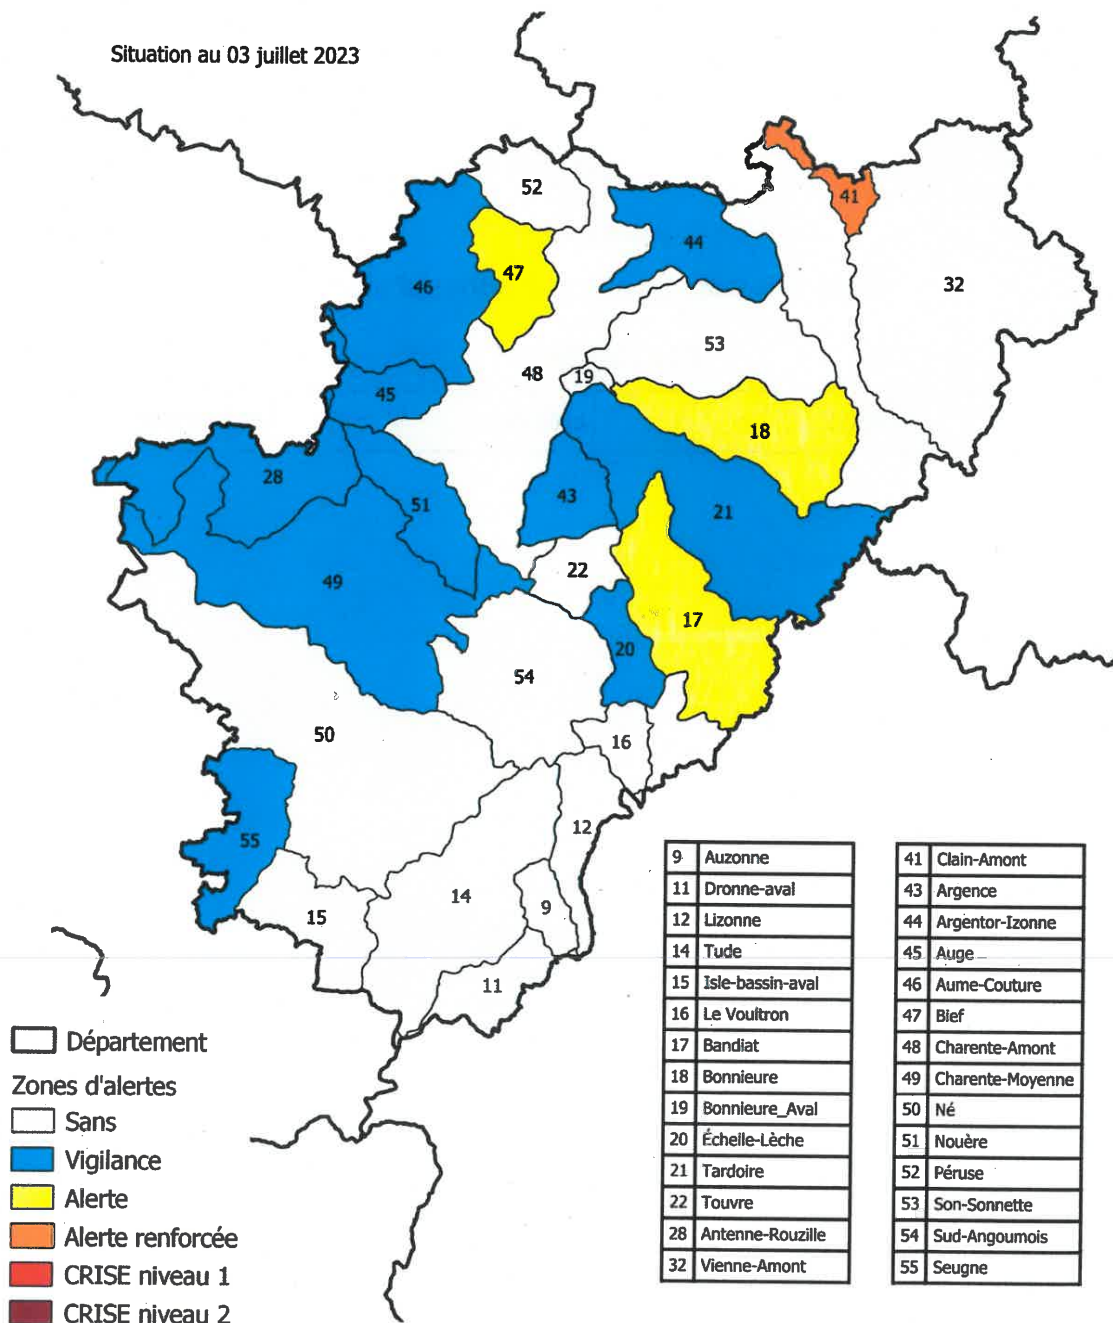 Situation au 03 juillet 2023
52
41
44
47
46
32
53
48
19
45
18
28
51
43
21
49
22
17
20
54
50
16
12
55
14
9
15
11
9 Auzonne
11 Dronne-aval
12 Lizonne
14 Tude
15 Isle-bassin-aval
16 Le Voultron
17 Bandiat
18 Bonnieure
19 Bonnieure_Aval
20 Échelle-Lèche
21 Tardoire
22 Touvre
28 Antenne-Rouzille
32 Vienne-Amont
41 Clain-Amont
43 Argence
44 Argentor-Izonne
45 Auge
46 Aume-Couture
47 Bief
48 Charente-Amont
49 Charente-Moyenne
50 Né
51 Nouère
52 Péruse
53 Son-Sonnette
54 Sud-Angoumois
55 Seugne
Département
Zones d'alertes
Sans
Vigilance
Alerte
Alerte renforcée
CRISE niveau 1
CRISE niveau 2